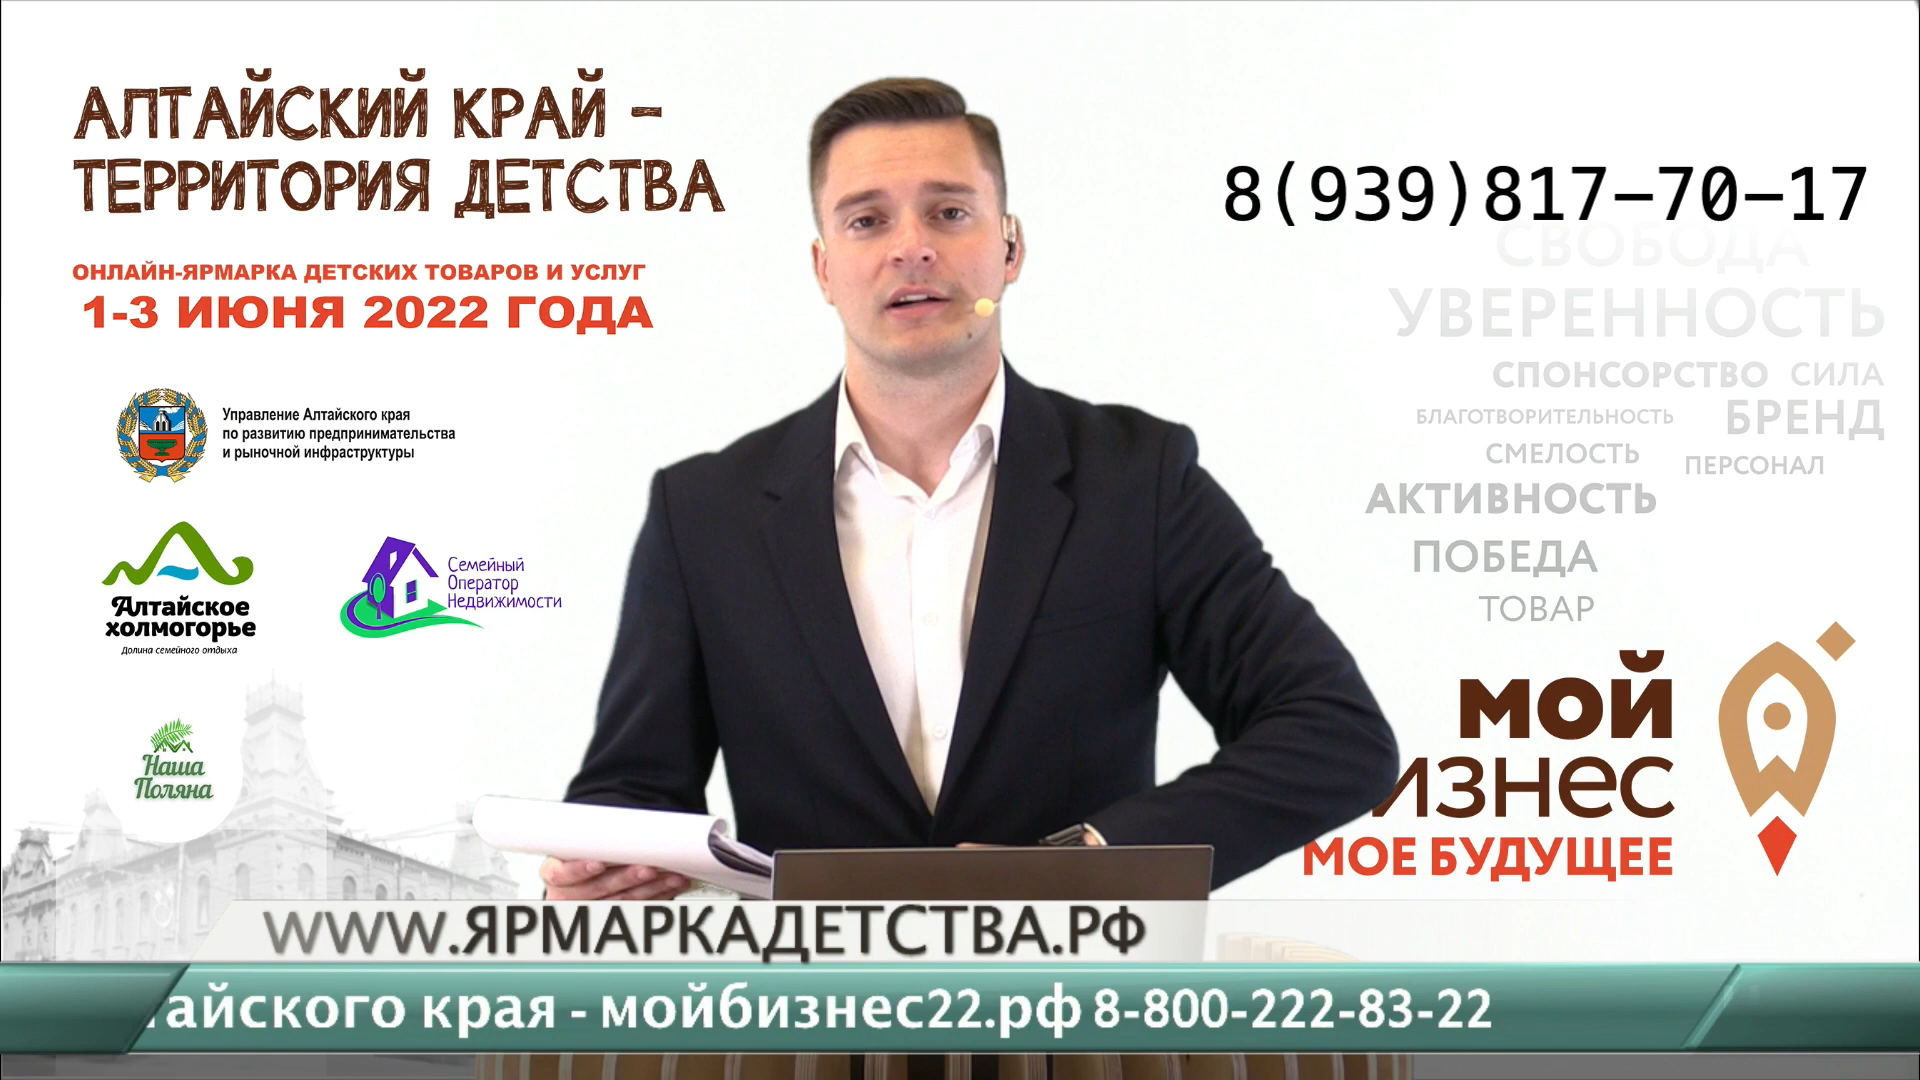 АЛТАЙСКИЙ КРАЙ -
ТЕРРИТОРИЯ ДЕТСТВА
ОНЛАЙН-ЯРМАРКА ДЕТСКИХ ТОВАРОВ И УСЛУГ
1-3 ИЮНЯ 2022 ГОДА
Управление Алтайского края
по развитию предпринимательства
и рыночной инфраструктуры
Алтайское
холмогорье
Долина семейного отдыха
Семейный
Оператор
Недвижимости
Наша
Поляна
8(939)817-70-17
СВОБОДА
УВЕРЕННОСТЬ
СПОНСОРСТВО СИЛА
БЛАГОТВОРИТЕЛЬНОСТЬ БРЕНД
СМЕЛОСТЬ ПЕРСОНАЛ
АКТИВНОСТЬ
ПОБЕДА
ТОВАР
МОЙ
ИЗНЕС
МОЕ БУДУЩЕЕ
WWW.ЯРМАРКАДЕТСТВА.РФ
тайского края - мойбизнес22.рф 8-800-222-83-22